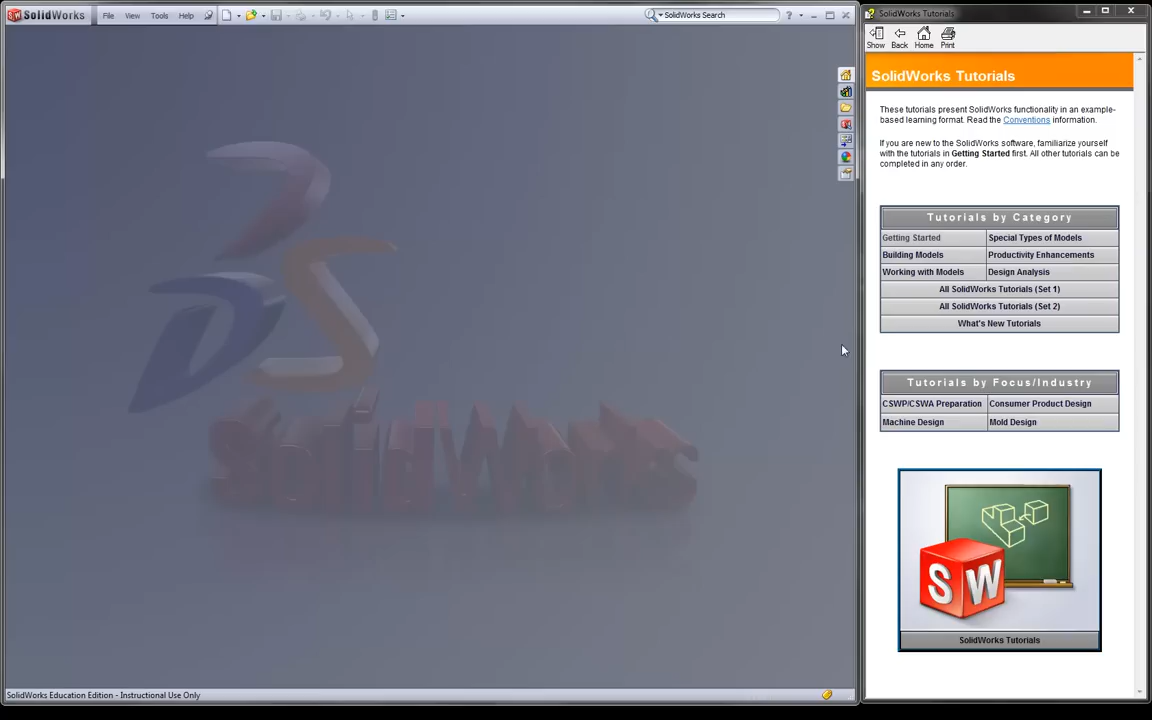 SolidWorks
File View Tools Help
SolidWorks Search
?
SolidWorks Tutorials
Show Back Home Print
SolidWorks Tutorials
These tutorials present SolidWorks functionality in an example-
based learning format. Read the Conventions information.
If you are new to the SolidWorks software, familiarize yourself
with the tutorials in Getting Started first. All other tutorials can be
completed in any order.
Tutorials by Category
Getting Started Special Types of Models
Building Models Productivity Enhancements
Working with Models Design Analysis
All SolidWorks Tutorials (Set 1)
All SolidWorks Tutorials (Set 2)
What's New Tutorials
Tutorials by Focus/Industry
CSWP/CSWA Preparation Consumer Product Design
Machine Design Mold Design
SolidWorks
SW
SolidWorks Tutorials
SolidWorks Education Edition - Instructional Use Only